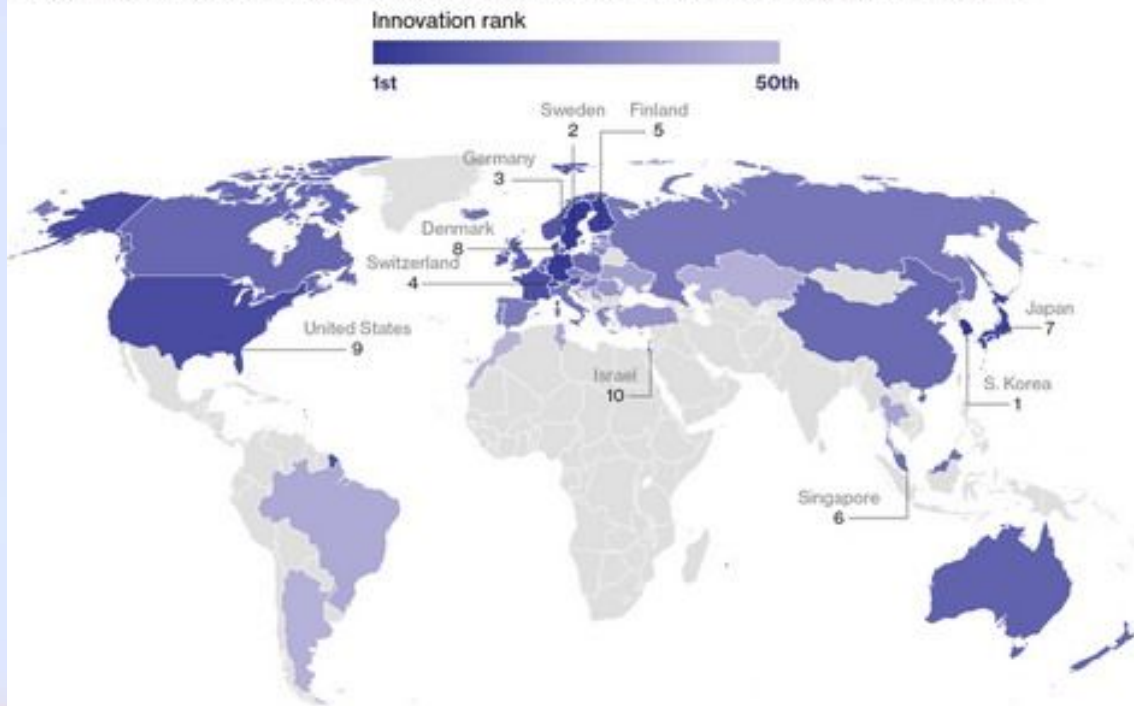 Innovation rank
1st 50th
Sweden Finland
2 5
Germany
3
Denmark
8
Switzerland
4
United States
9
Israel
10
Japan
7
S. Korea
1
Singapore
6